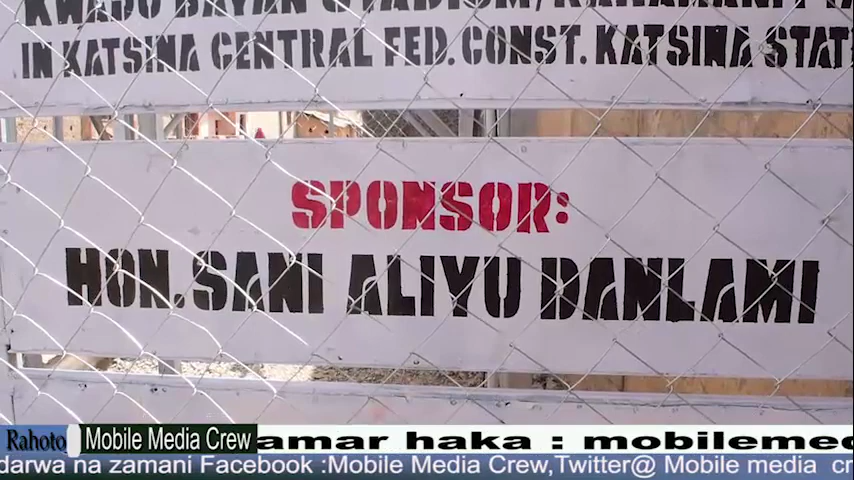 IN KATSINA CENTRAL FED. CONST. KATSINA STATE
SPONSOR:
HON. SANI ALIYU DANLAMI
Rahoto
Mobile Media Crew
amar haka : mobilemed
darwa na zamani Facebook :Mobile Media Crew,Twitter@ Mobile media cr